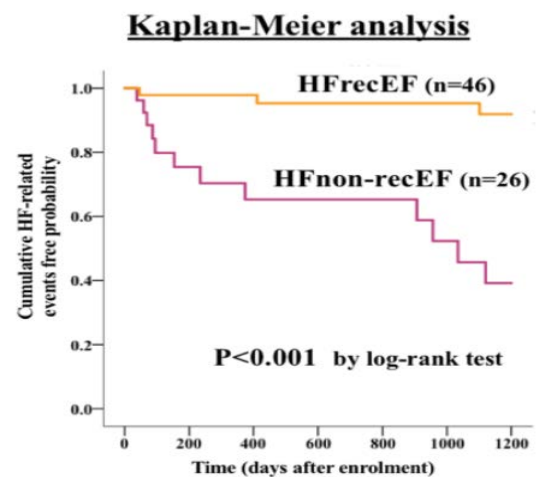 Kaplan-Meier analysis
HFrecEF (n=46)
HFnon-recEF (n=26)
P<0.001 by log-rank test
Cumulative HF-related
events free probability
1.0
0.8
0.6
0.4
0.2
0.0
0 200 400 600 800 1000 1200
Time (days after enrolment)